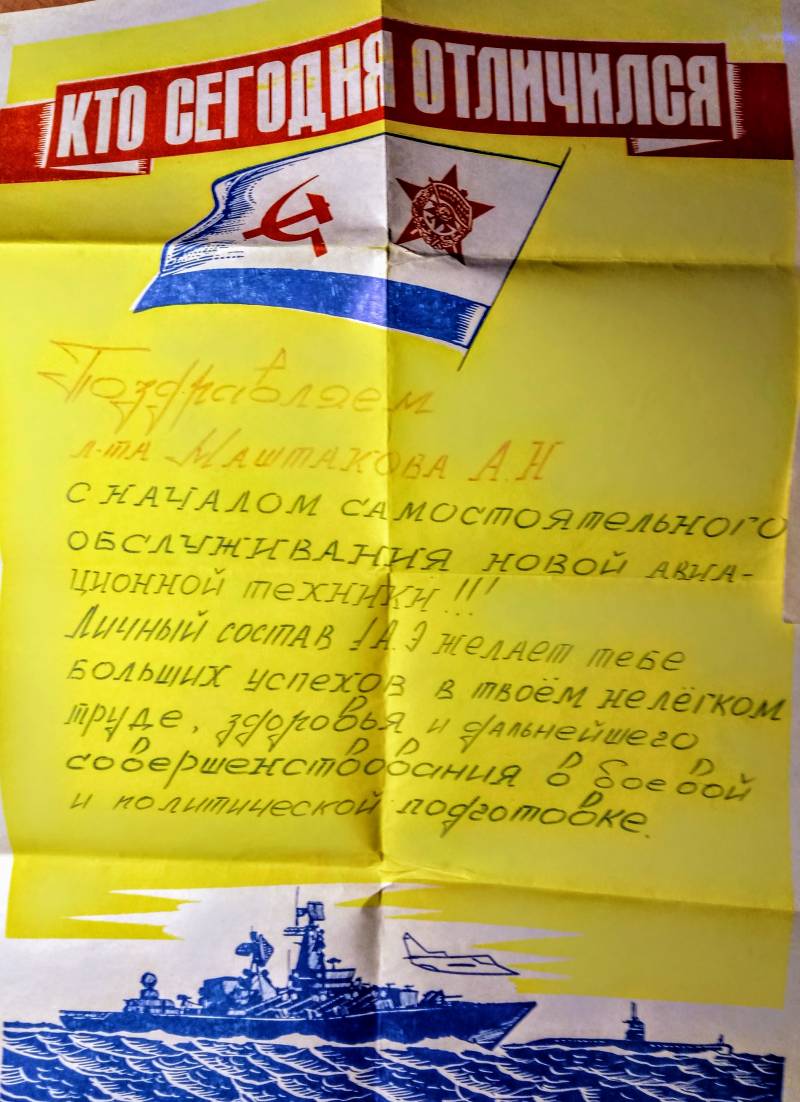 КТО СЕГОДНЯ ОТЛИЧИЛСЯ
Поздравляем
л-та Маштакова А.Н
с началом самостоятельного
обслуживания новой авиа-
ционной техники!!!
Личный состав 1А.Э желает тебе
больших успехов в твоём нелёгком
труде, здоровья и дальнейшего
совершенствования в боевой
и политической подготовке.